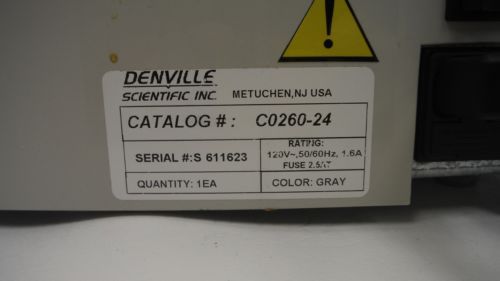 DENVILLE
SCIENTIFIC INC. METUCHEN, NJ USA
CATALOG # : C0260-24
SERIAL #:S 611623
RATING:
120V~,50/60Hz, 1.6A
FUSE 2.5AT
QUANTITY: 1EA
COLOR: GRAY